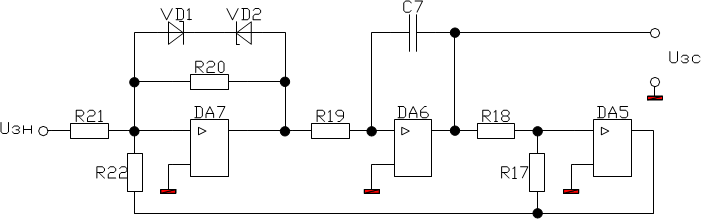 C7
VD1 VD2
R20
Uзс
R21 DA7 R19 DA6 R18 DA5
Uзн
R22 R17